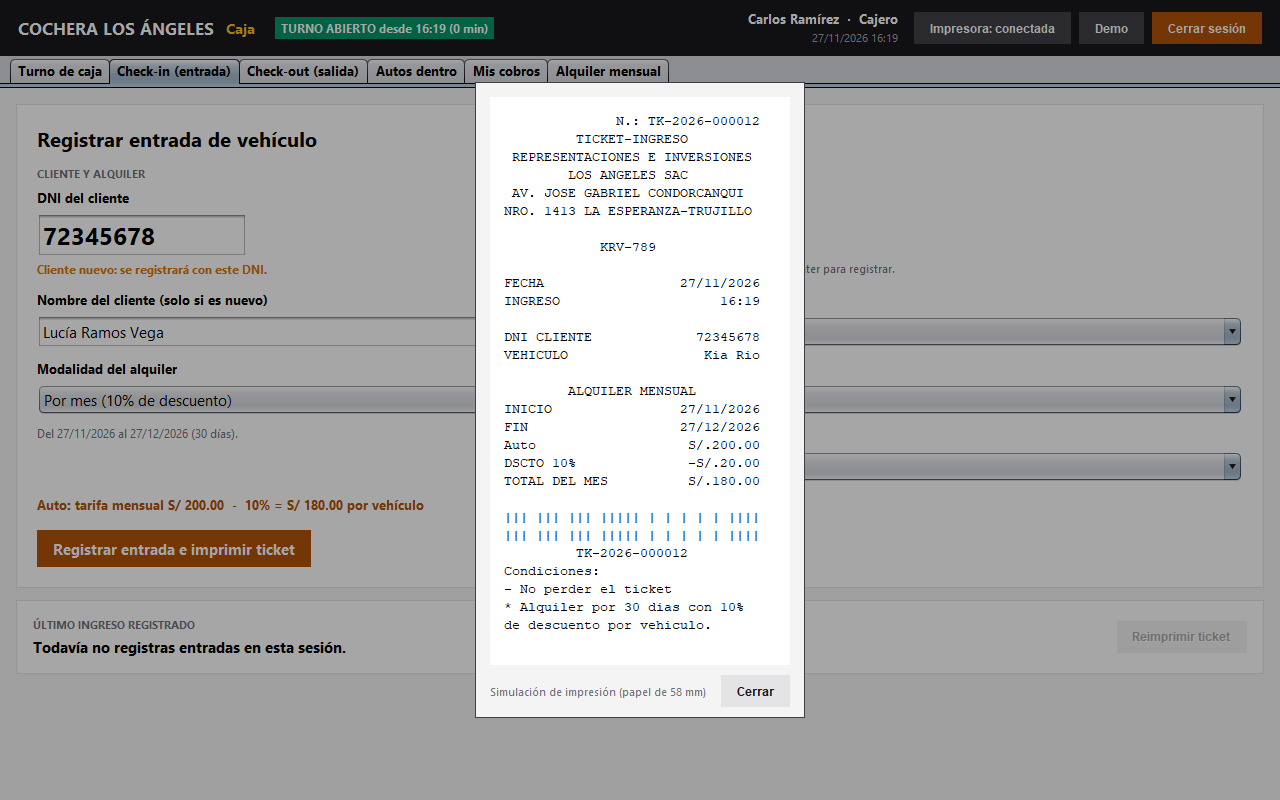 COCHERA LOS ÁNGELES Caja TURNO ABIERTO desde 16:19 (0 min) Carlos Ramírez · Cajero
27/11/2026 16:19
Impresora: conectada Demo Cerrar sesión
Turno de caja Check-in (entrada) Check-out (salida) Autos dentro Mis cobros Alquiler mensual
Registrar entrada de vehículo
CLIENTE Y ALQUILER
DNI del cliente
72345678
Cliente nuevo: se registrará con este DNI.
ter para registrar.
Nombre del cliente (solo si es nuevo)
Lucía Ramos Vega
Modalidad del alquiler
Por mes (10% de descuento)
Del 27/11/2026 al 27/12/2026 (30 días).
Auto: tarifa mensual S/ 200.00 - 10% = S/ 180.00 por vehículo
Registrar entrada e imprimir ticket
ÚLTIMO INGRESO REGISTRADO
Todavía no registras entradas en esta sesión.
Reimprimir ticket
N.: TK-2026-000012
TICKET-INGRESO
REPRESENTACIONES E INVERSIONES
LOS ANGELES SAC
AV. JOSE GABRIEL CONDORCANQUI
NRO. 1413 LA ESPERANZA-TRUJILLO
KRV-789
FECHA 27/11/2026
INGRESO 16:19
DNI CLIENTE 72345678
VEHICULO Kia Rio
ALQUILER MENSUAL
INICIO 27/11/2026
FIN 27/12/2026
Auto S/.200.00
DSCTO 10% -S/.20.00
TOTAL DEL MES S/.180.00
TK-2026-000012
Condiciones:
- No perder el ticket
* Alquiler por 30 dias con 10%
de descuento por vehiculo.
Simulación de impresión (papel de 58 mm) Cerrar